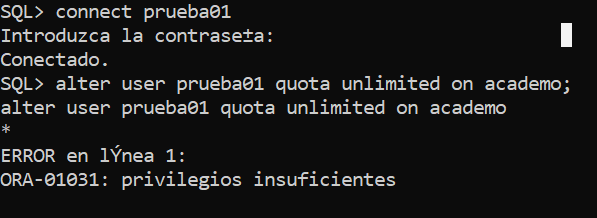 SQL> connect prueba01
Introduzca la contrase±a:
Conectado.
SQL> alter user prueba01 quota unlimited on academo;
alter user prueba01 quota unlimited on academo
*
ERROR en lÝnea 1:
ORA-01031: privilegios insuficientes